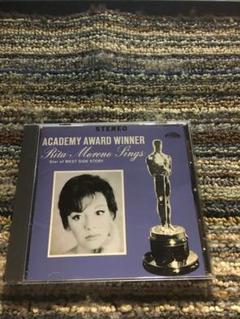 STEREO
ACADEMY AWARD WINNER
Rita Moreno Sings
Star of WEST SIDE STORY